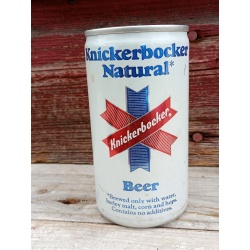 Knickerbocker
Natural*
Knickerbocker.
Beer
*Brewed only with water,
barley malt, corn and hops.
Contains no additives.